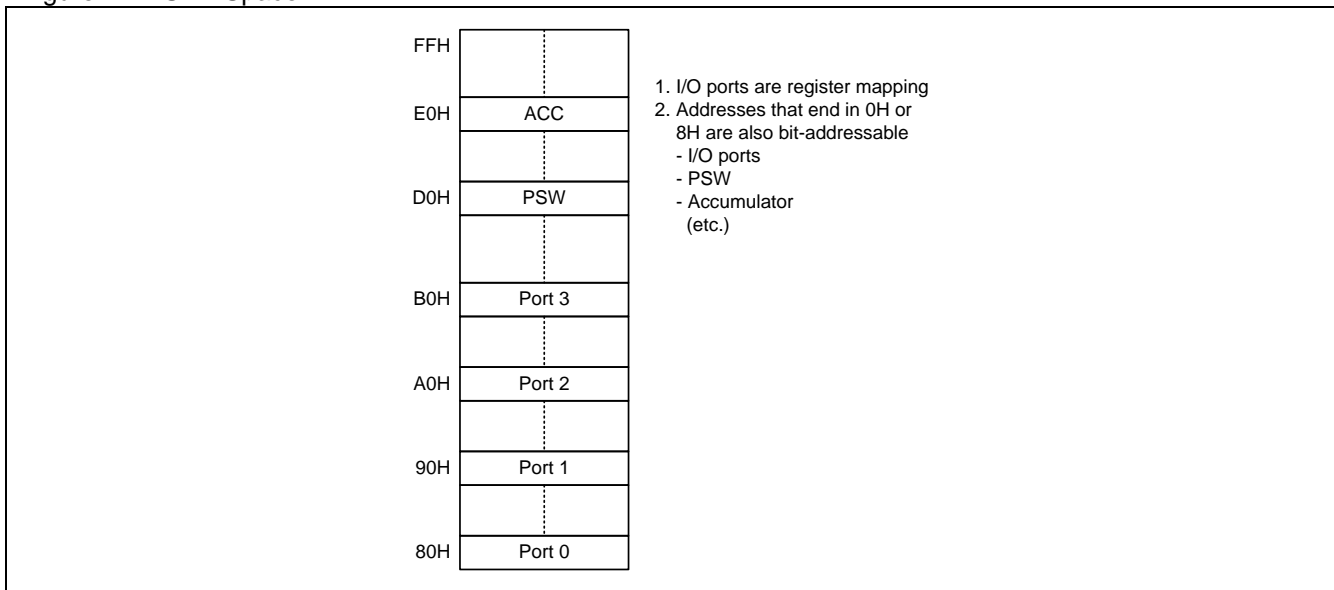 FFH
E0H ACC
D0H PSW
B0H Port 3
A0H Port 2
90H Port 1
80H Port 0
1. I/O ports are register mapping
2. Addresses that end in 0H or
8H are also bit-addressable
- I/O ports
- PSW
- Accumulator
(etc.)